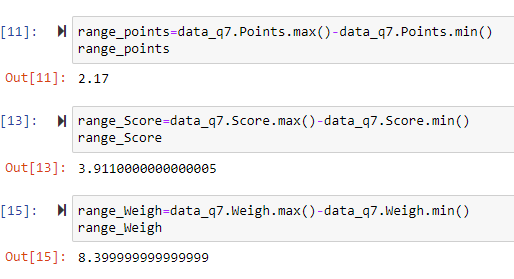 [11]: range_points=data_q7.Points.max()-data_q7.Points.min()
range_points
Out[11]: 2.17
[13]: range_Score=data_q7.Score.max()-data_q7.Score.min()
range_Score
Out[13]: 3.9110000000000005
[15]: range_Weigh=data_q7.Weigh.max()-data_q7.Weigh.min()
range_Weigh
Out[15]: 8.399999999999999